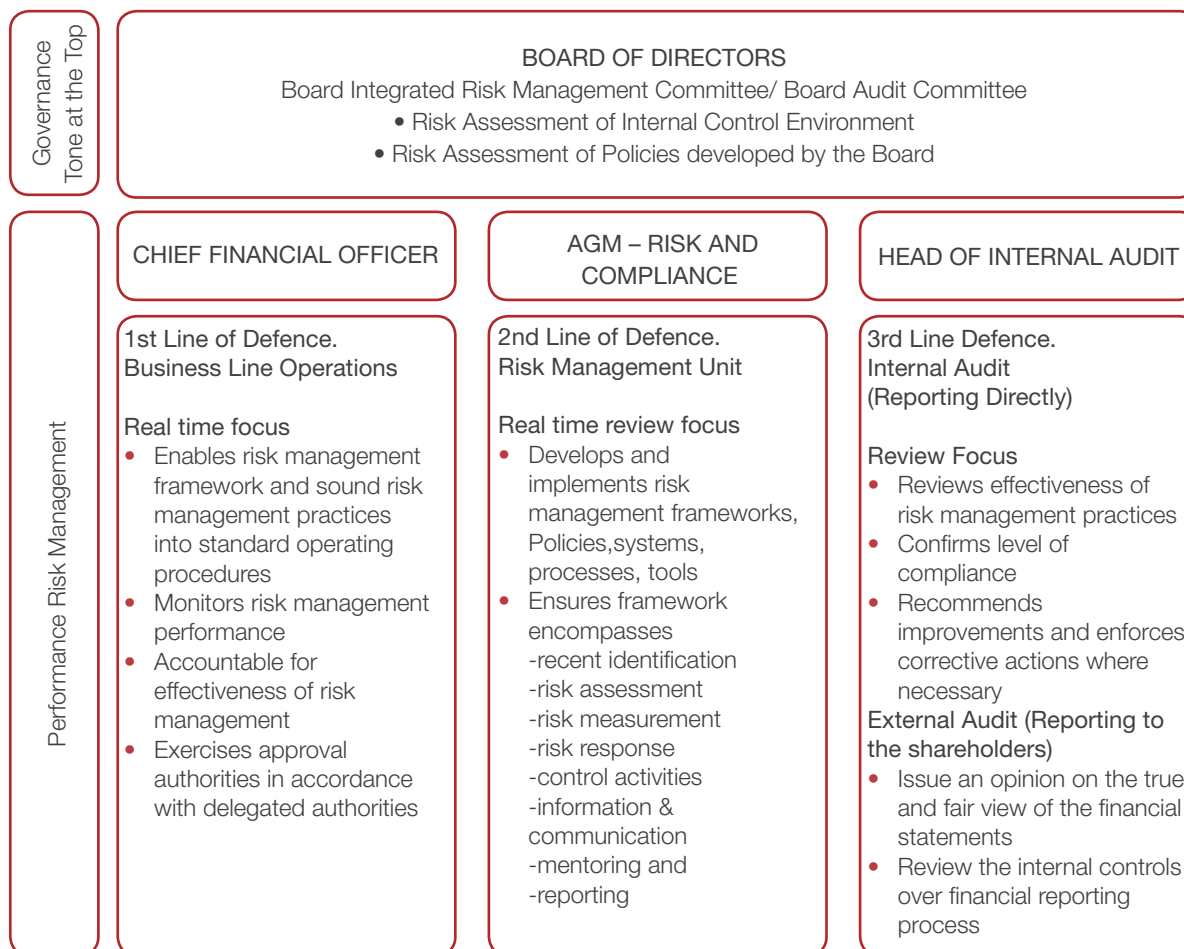 Governance
Tone at the Top
BOARD OF DIRECTORS
Board Integrated Risk Management Committee/ Board Audit Committee
• Risk Assessment of Internal Control Environment
• Risk Assessment of Policies developed by the Board
Performance Risk Management
CHIEF FINANCIAL OFFICER
1st Line of Defence.
Business Line Operations
Real time focus
• Enables risk management
framework and sound risk
management practices
into standard operating
procedures
• Monitors risk management
performance
• Accountable for
effectiveness of risk
management
• Exercises approval
authorities in accordance
with delegated authorities
AGM – RISK AND
COMPLIANCE
2nd Line of Defence.
Risk Management Unit
Real time review focus
• Develops and
implements risk
management frameworks,
Policies,systems,
processes, tools
• Ensures framework
encompasses
-recent identification
-risk assessment
-risk measurement
-risk response
-control activities
-information &
communication
-mentoring and
-reporting
HEAD OF INTERNAL AUDIT
3rd Line Defence.
Internal Audit
(Reporting Directly)
Review Focus
• Reviews effectiveness of
risk management practices
• Confirms level of
compliance
• Recommends
improvements and enforces
corrective actions where
necessary
External Audit (Reporting to
the shareholders)
• Issue an opinion on the true
and fair view of the financial
statements
• Review the internal controls
over financial reporting
process